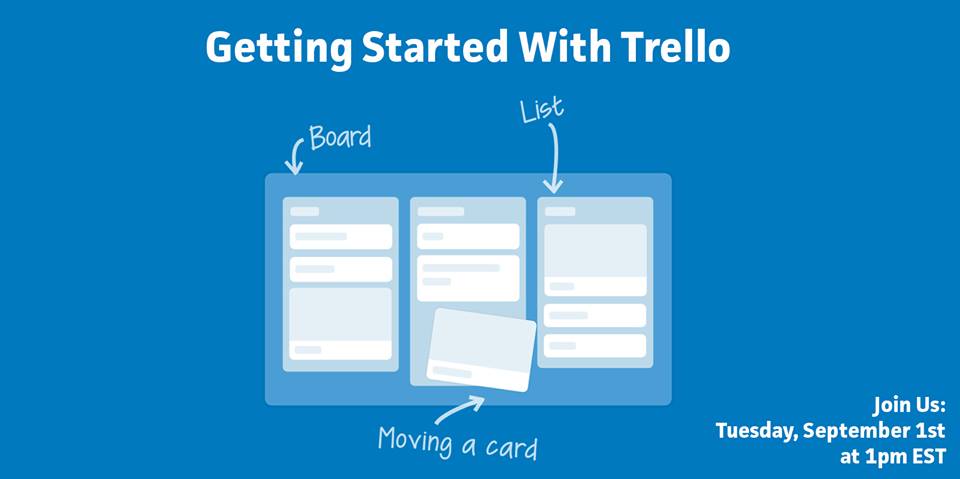 Getting Started With Trello
List
Board
Moving a card
Join Us:
Tuesday, September 1st
at 1pm EST